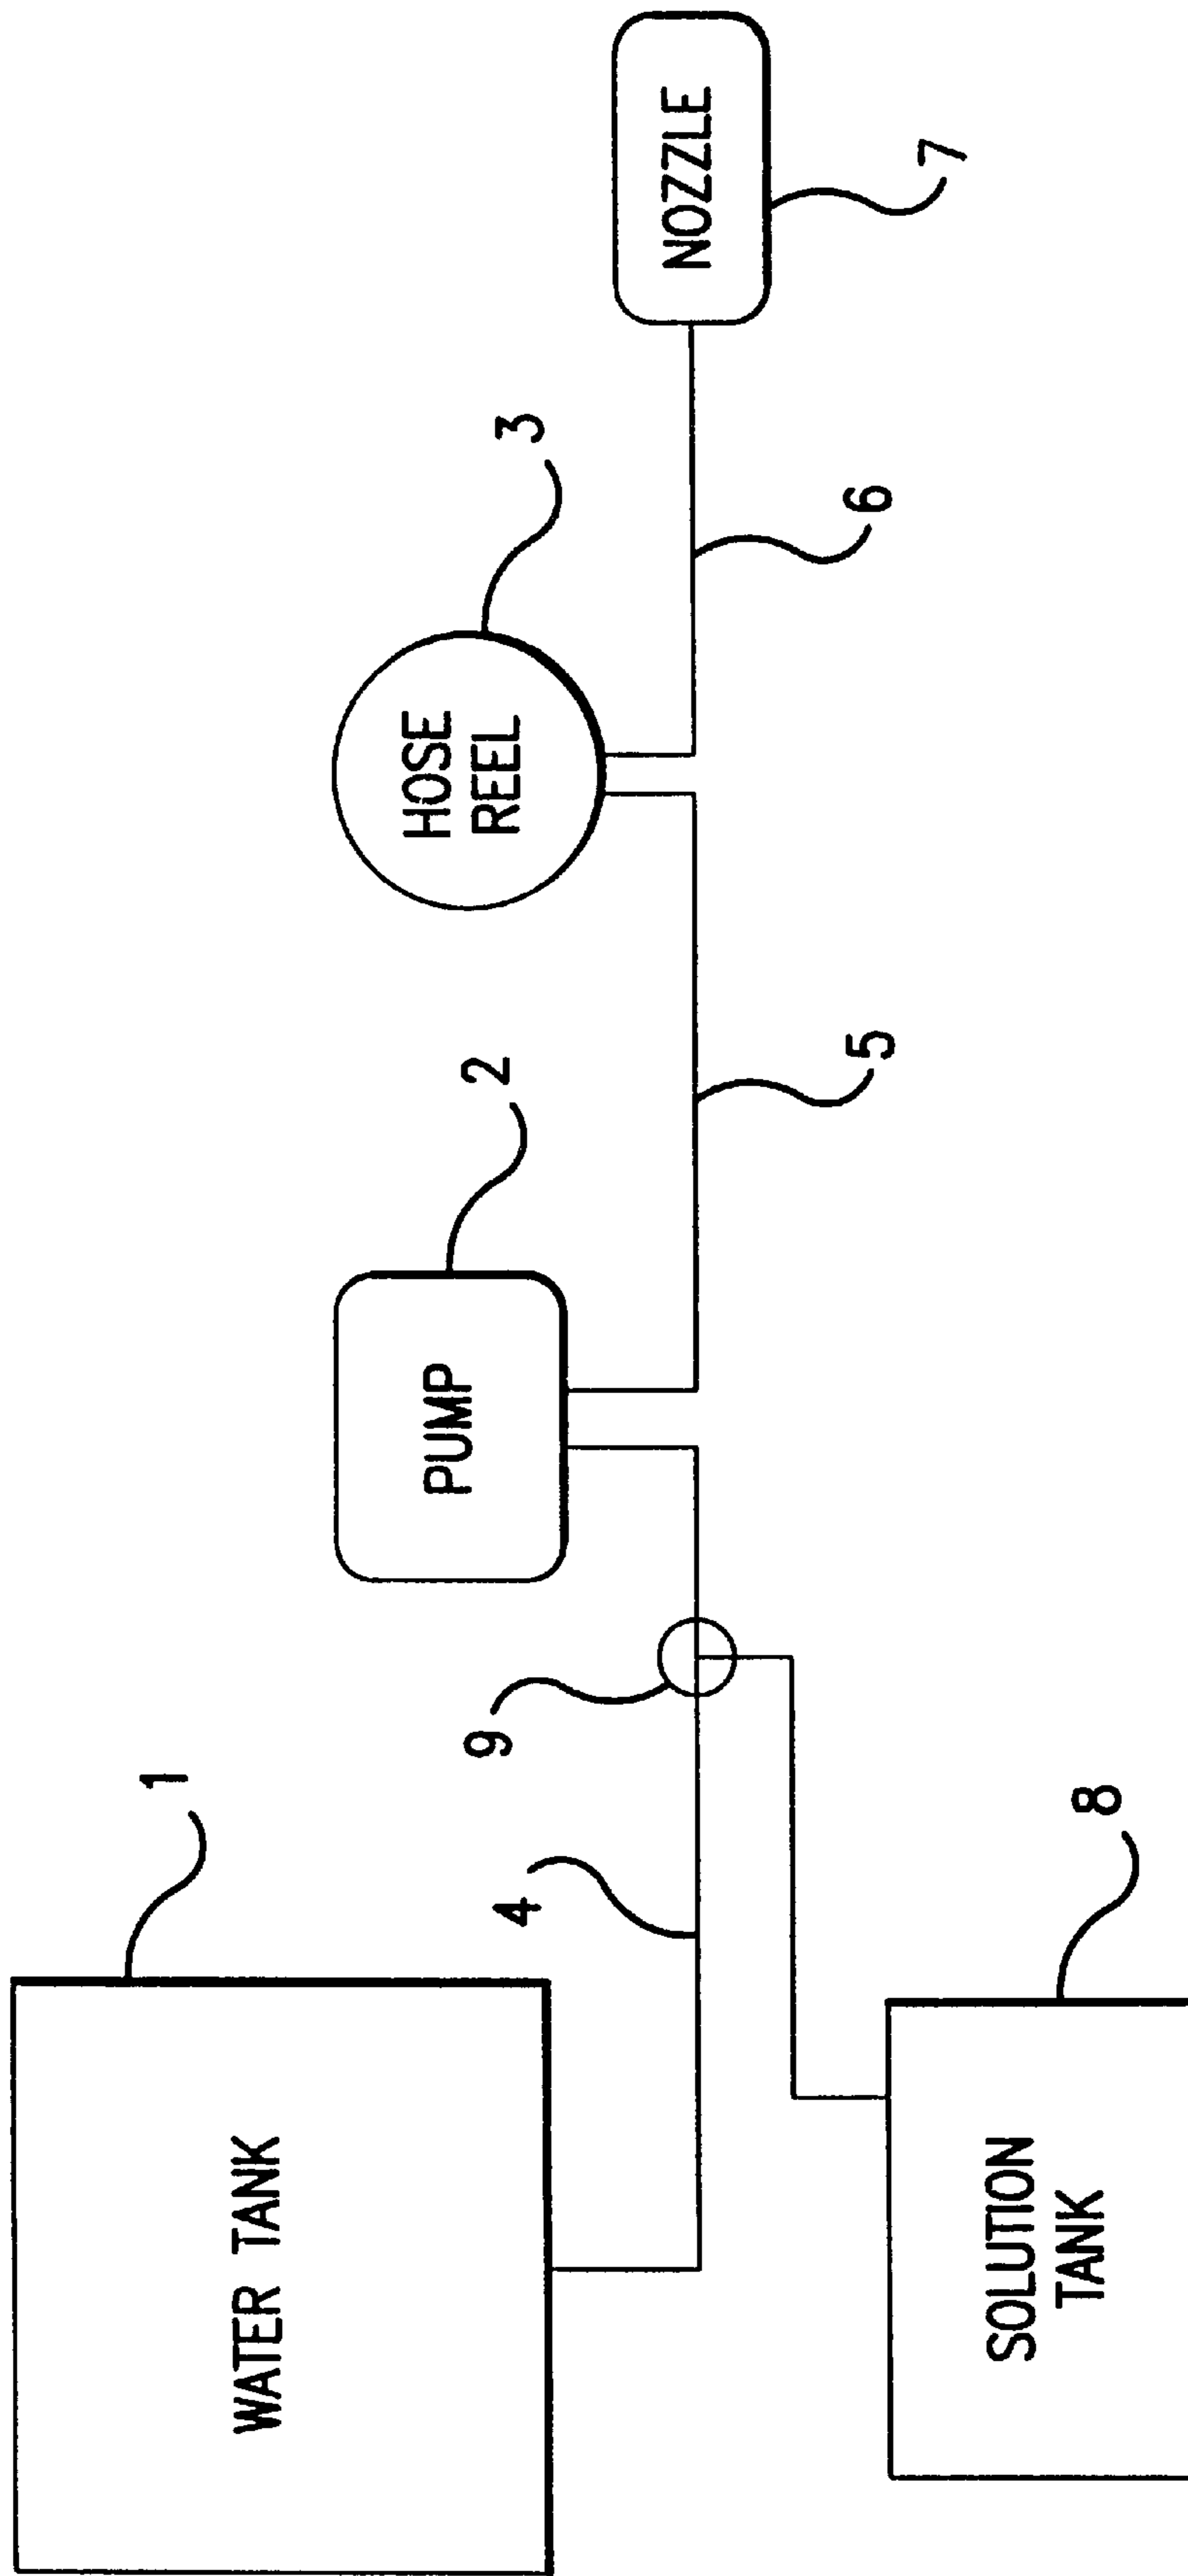 WATER TANK
1
PUMP
2
HOSE
REEL
3
NOZZLE
7
4
9
5
6
SOLUTION
TANK
8